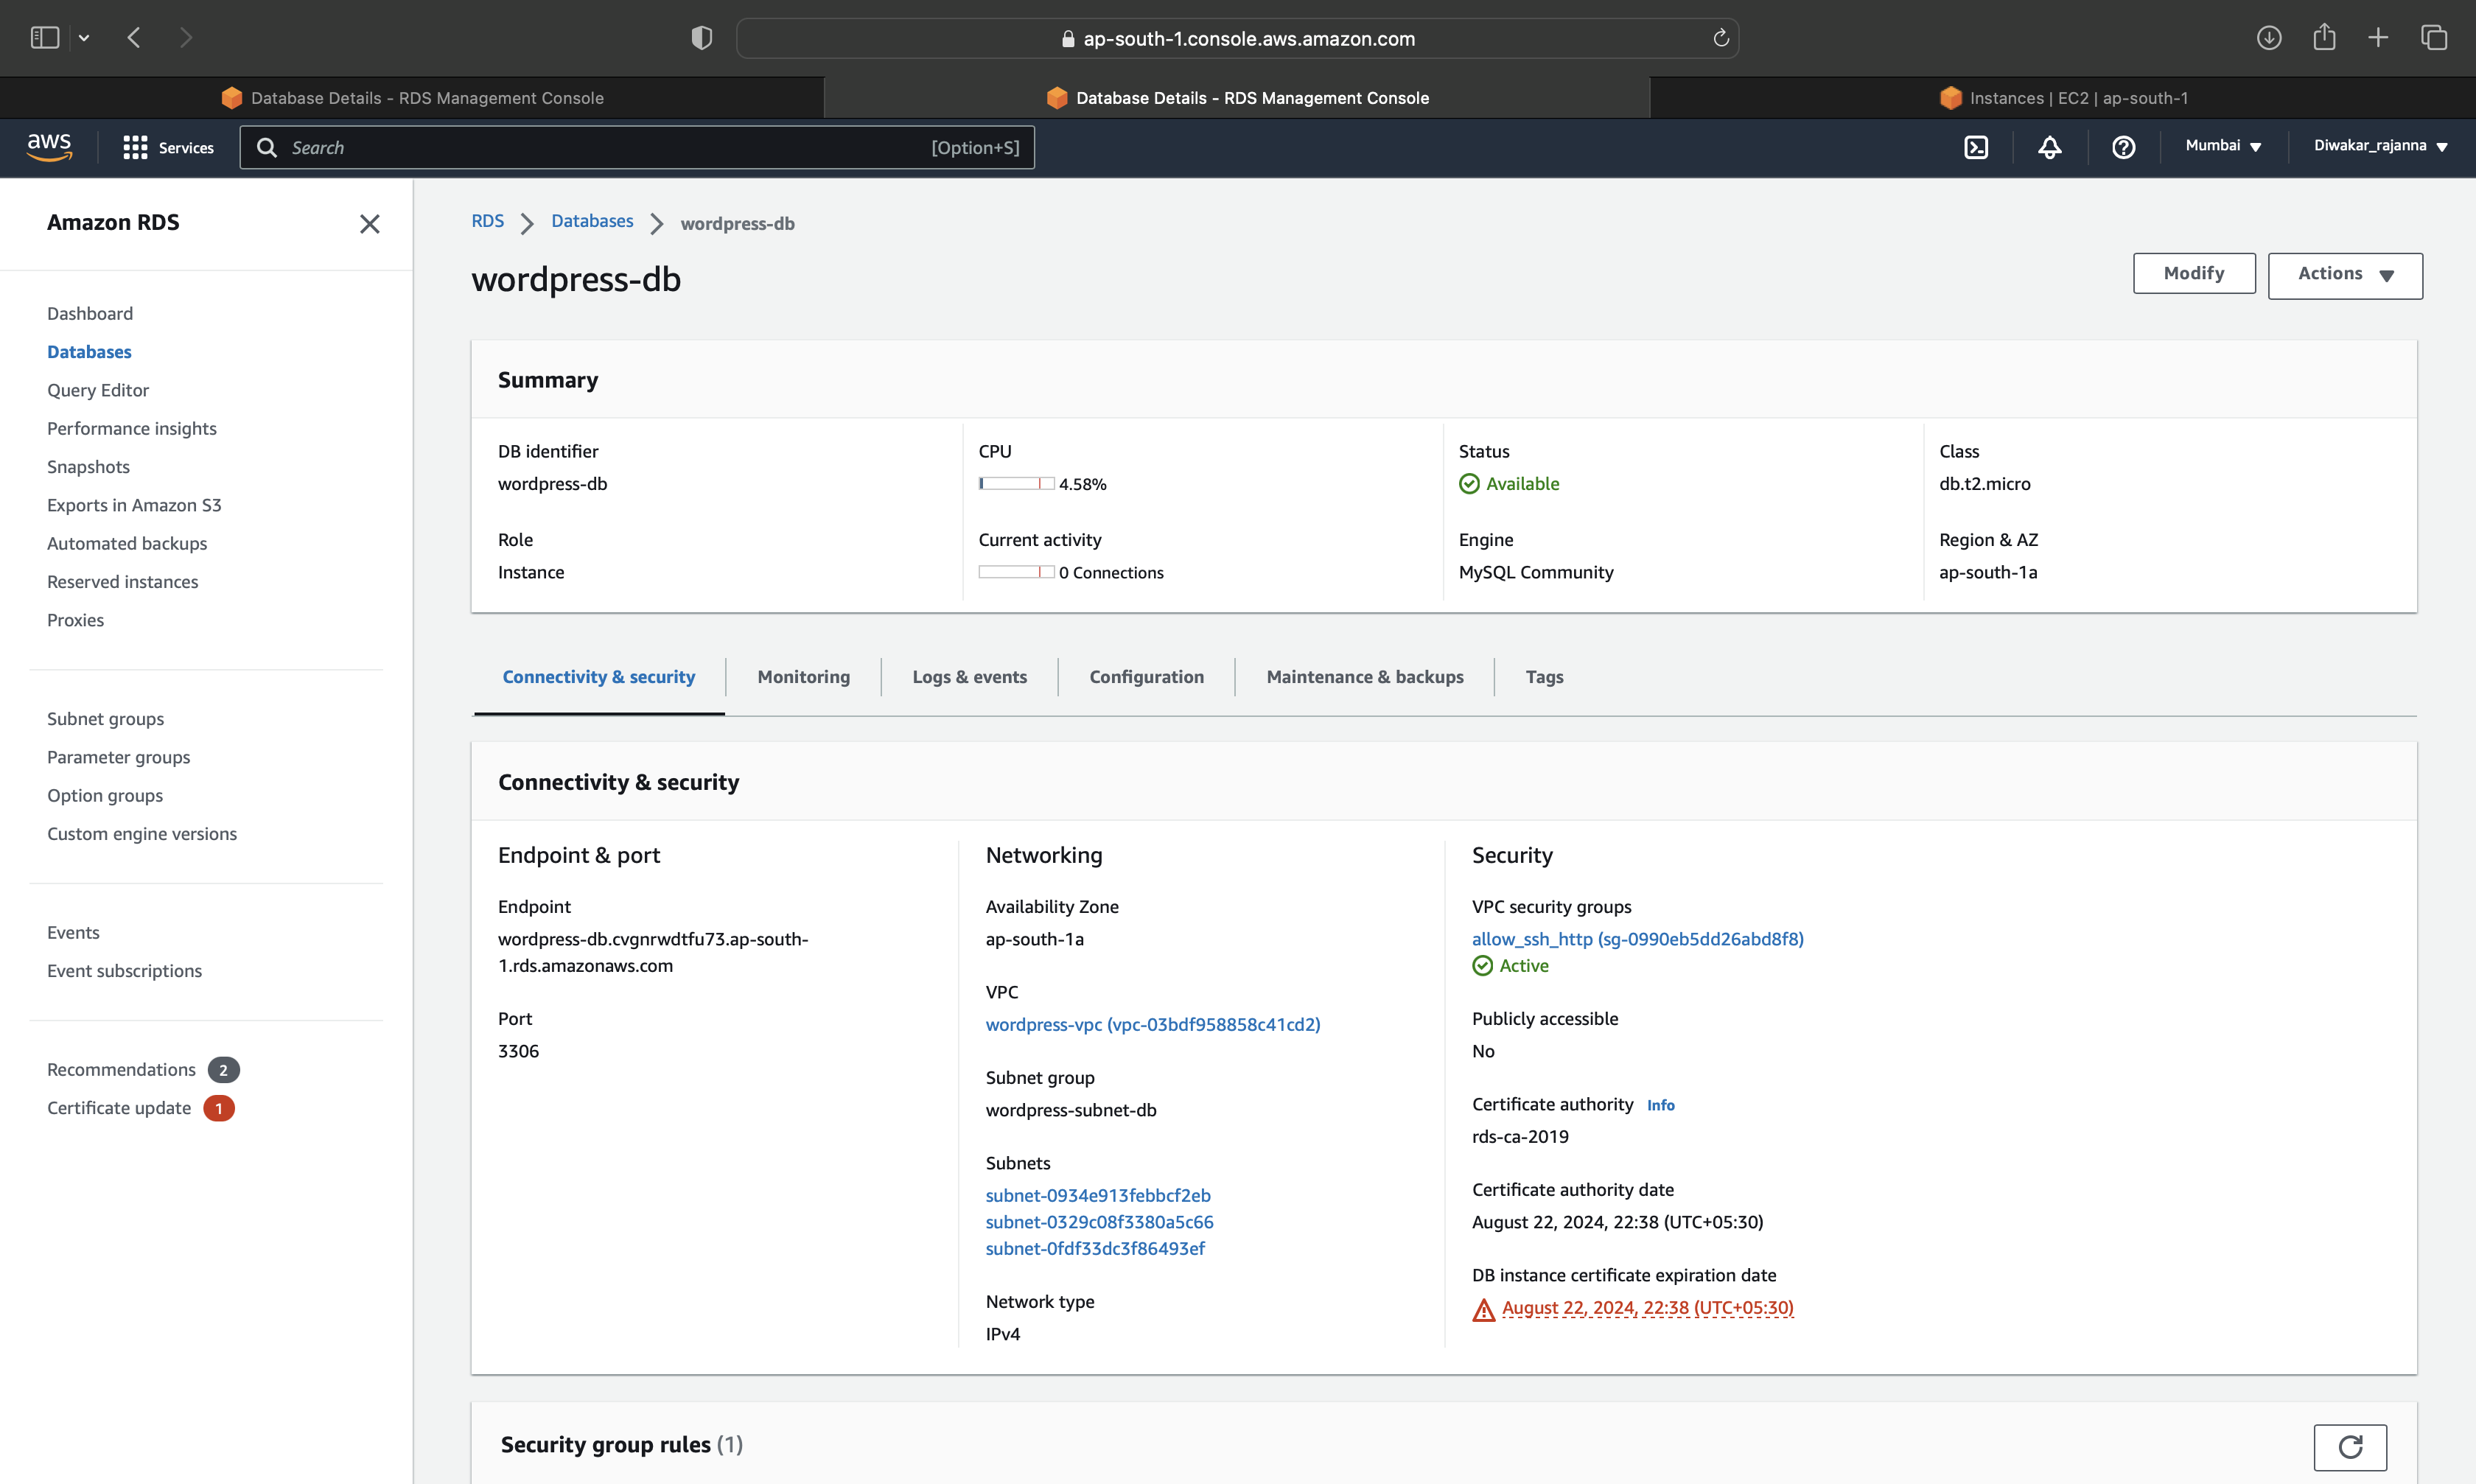 ap-south-1.console.aws.amazon.com
Database Details - RDS Management Console
Database Details - RDS Management Console
Instances | EC2 | ap-south-1
aws
Services
Search
[Option+S]
Mumbai
Diwakar_rajanna
Amazon RDS
Dashboard
Databases
Query Editor
Performance insights
Snapshots
Exports in Amazon S3
Automated backups
Reserved instances
Proxies
Subnet groups
Parameter groups
Option groups
Custom engine versions
Events
Event subscriptions
Recommendations 2
Certificate update 1
RDS
Databases
wordpress-db
wordpress-db
Modify
Actions
Summary
DB identifier
wordpress-db
Role
Instance
CPU
4.58%
Current activity
0 Connections
Status
Available
Engine
MySQL Community
Class
db.t2.micro
Region & AZ
ap-south-1a
Connectivity & security
Monitoring
Logs & events
Configuration
Maintenance & backups
Tags
Connectivity & security
Endpoint & port
Endpoint
wordpress-db.cvgnrwdtfu73.ap-south-
1.rds.amazonaws.com
Port
3306
Networking
Availability Zone
ap-south-1a
VPC
wordpress-vpc (vpc-03bdf958858c41cd2)
Subnet group
wordpress-subnet-db
Subnets
subnet-0934e913febbcf2eb
subnet-0329c08f3380a5c66
subnet-0fdf33dc3f86493ef
Network type
IPv4
Security
VPC security groups
allow_ssh_http (sg-0990eb5dd26abd8f8)
Active
Publicly accessible
No
Certificate authority Info
rds-ca-2019
Certificate authority date
August 22, 2024, 22:38 (UTC+05:30)
DB instance certificate expiration date
August 22, 2024, 22:38 (UTC+05:30)
Security group rules (1)